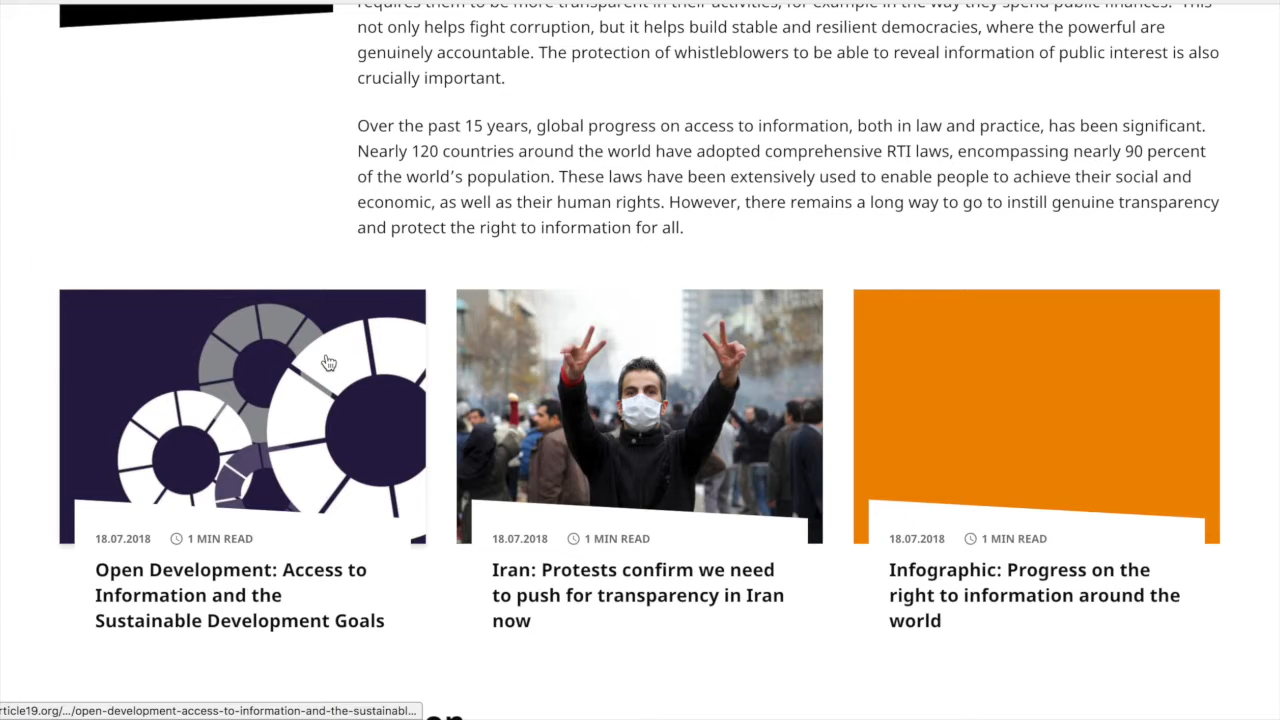 requires them to be more transparent in their activities, for example in the way they spend public finances. This
not only helps fight corruption, but it helps build stable and resilient democracies, where the powerful are
genuinely accountable. The protection of whistleblowers to be able to reveal information of public interest is also
crucially important.
Over the past 15 years, global progress on access to information, both in law and practice, has been significant.
Nearly 120 countries around the world have adopted comprehensive RTI laws, encompassing nearly 90 percent
of the world’s population. These laws have been extensively used to enable people to achieve their social and
economic, as well as their human rights. However, there remains a long way to go to instill genuine transparency
and protect the right to information for all.
18.07.2018 1 MIN READ
Open Development: Access to
Information and the
Sustainable Development Goals
18.07.2018 1 MIN READ
Iran: Protests confirm we need
to push for transparency in Iran
now
18.07.2018 1 MIN READ
Infographic: Progress on the
right to information around the
world
rticle19.org/.../open-development-access-to-information-and-the-sustainabl...